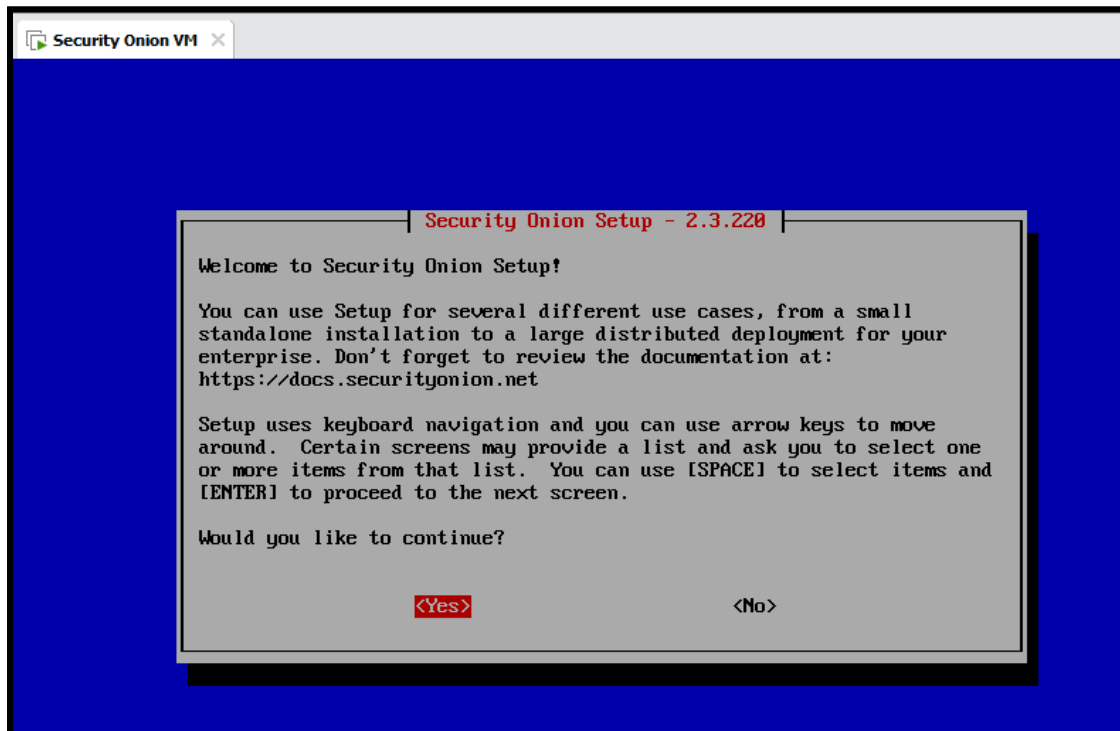 Security Onion VM
Security Onion Setup - 2.3.220
Welcome to Security Onion Setup!
You can use Setup for several different use cases, from a small
standalone installation to a large distributed deployment for your
enterprise. Don't forget to review the documentation at:
https://docs.securityonion.net
Setup uses keyboard navigation and you can use arrow keys to move
around.  Certain screens may provide a list and ask you to select one
or more items from that list.  You can use [SPACE] to select items and
[ENTER] to proceed to the next screen.
Would you like to continue?
<Yes> <No>